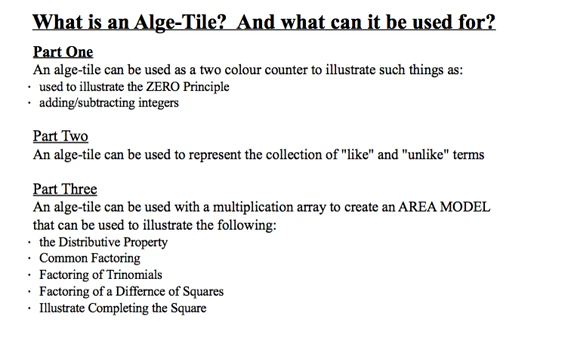 What is an Alge-Tile? And what can it be used for?
Part One
An alge-tile can be used as a two colour counter to illustrate such things as:
· used to illustrate the ZERO Principle
· adding/subtracting integers
Part Two
An alge-tile can be used to represent the collection of "like" and "unlike" terms
Part Three
An alge-tile can be used with a multiplication array to create an AREA MODEL
that can be used to illustrate the following:
· the Distributive Property
· Common Factoring
· Factoring of Trinomials
· Factoring of a Differnce of Squares
· Illustrate Completing the Square